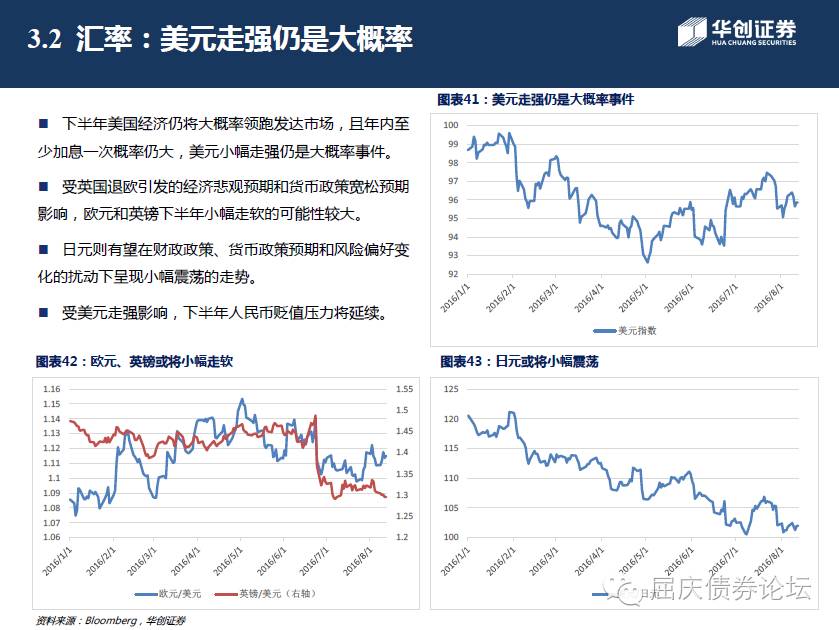 3.2 汇率：美元走强仍是大概率
华创证券
HUA CHUANG SECURITIES
■ 下半年美国经济仍将大概率领跑发达市场，且年内至
少加息一次概率仍大，美元小幅走强仍是大概率事件。
■ 受英国退欧引发的经济悲观预期和货币政策宽松预期
影响，欧元和英镑下半年小幅走软的可能性较大。
■ 日元则有望在财政政策、货币政策预期和风险偏好变
化的扰动下呈现小幅震荡的走势。
■ 受美元走强影响，下半年人民币贬值压力将延续。
图表41：美元走强仍是大概率事件
100
99
98
97
96
95
94
93
92
2016/1/1 2016/2/1 2016/3/1 2016/4/1 2016/5/1 2016/6/1 2016/7/1 2016/8/1
美元指数
图表42：欧元、英镑或将小幅走软
1.16
1.15
1.14
1.13
1.12
1.11
1.1
1.09
1.08
1.07
1.06
1.55
1.5
1.45
1.4
1.35
1.3
1.25
1.2
2016/1/1 2016/2/1 2016/3/1 2016/4/1 2016/5/1 2016/6/1 2016/7/1 2016/8/1
欧元/美元 英镑/美元（右轴）
图表43：日元或将小幅震荡
125
120
115
110
105
100
2016/1/1 2016/2/1 2016/3/1 2016/4/1 2016/5/1 2016/6/1 2016/7/1 2016/8/1
日元
屈庆债券论坛
资料来源：Bloomberg，华创证券